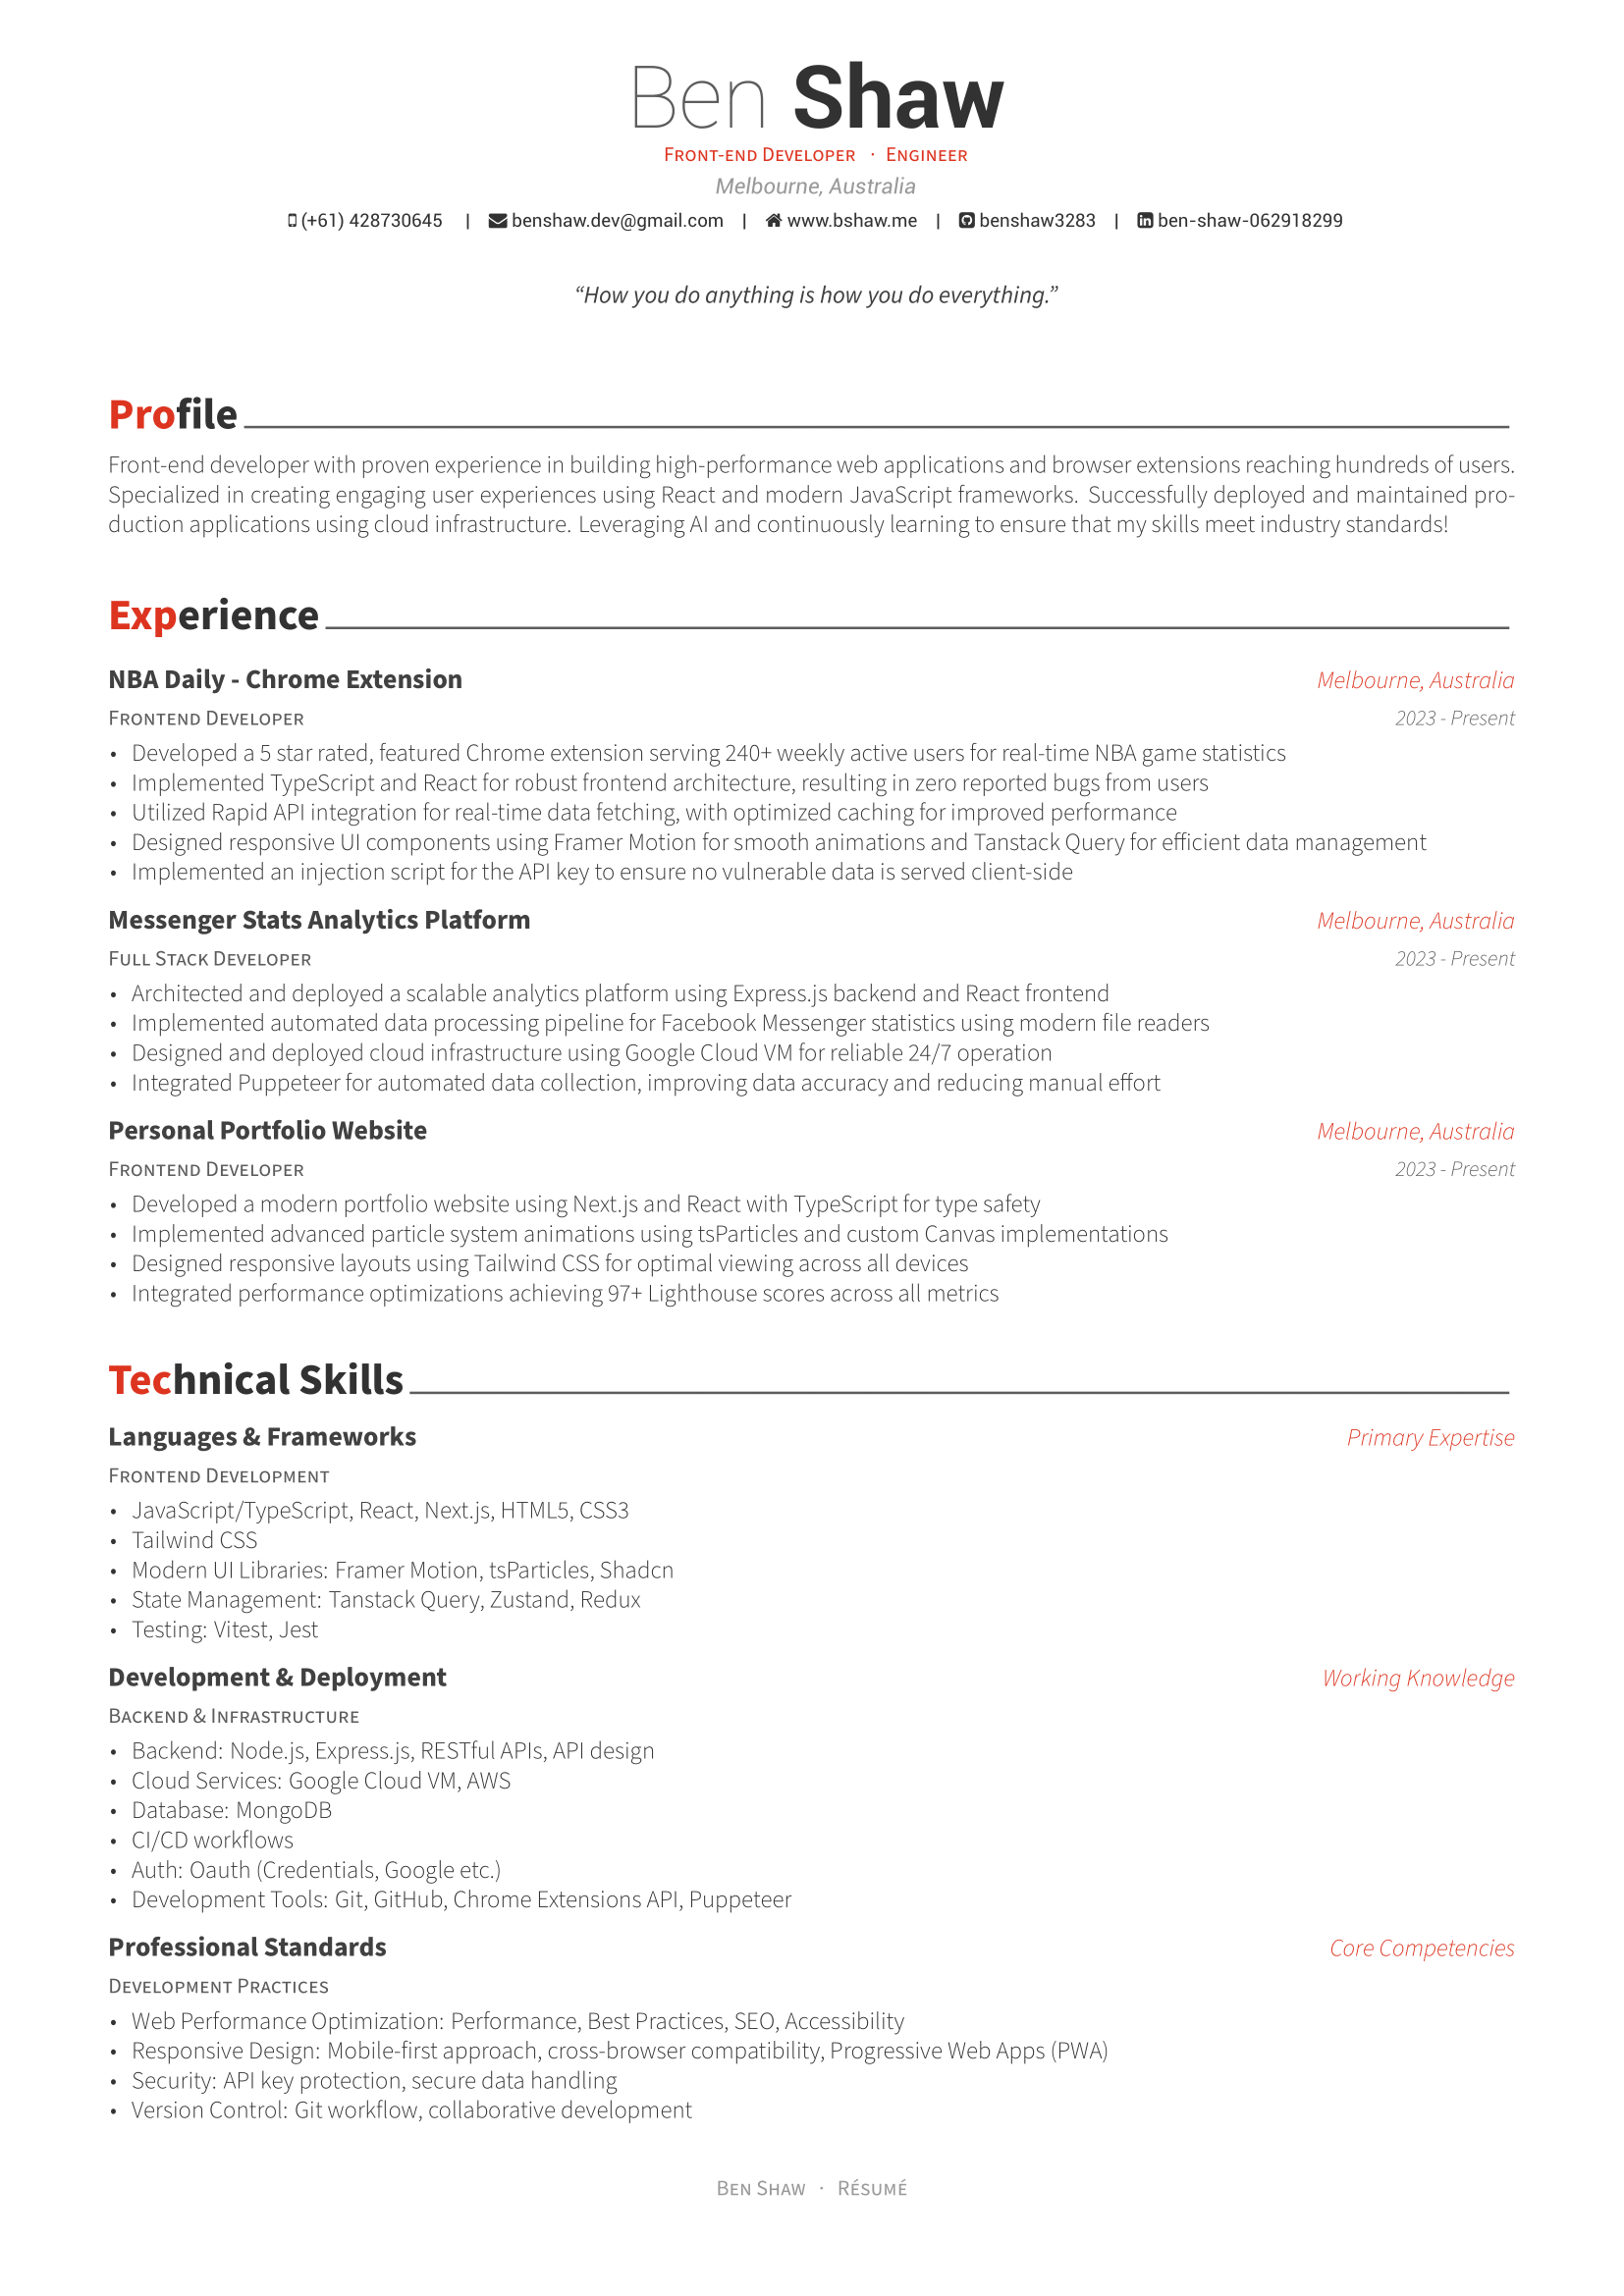 Ben Shaw
Front-end Developer · Engineer
Melbourne, Australia
(+61) 428730645 | benshaw.dev@gmail.com | www.bshaw.me | benshaw3283 | ben-shaw-062918299
“How you do anything is how you do everything.”
Profile
Front-end developer with proven experience in building high-performance web applications and browser extensions reaching hundreds of users.
Specialized in creating engaging user experiences using React and modern JavaScript frameworks. Successfully deployed and maintained pro-
duction applications using cloud infrastructure. Leveraging AI and continuously learning to ensure that my skills meet industry standards!
Experience
NBA Daily - Chrome Extension Melbourne, Australia
Frontend Developer 2023 - Present
• Developed a 5 star rated, featured Chrome extension serving 240+ weekly active users for real-time NBA game statistics
• Implemented TypeScript and React for robust frontend architecture, resulting in zero reported bugs from users
• Utilized Rapid API integration for real-time data fetching, with optimized caching for improved performance
• Designed responsive UI components using Framer Motion for smooth animations and Tanstack Query for efficient data management
• Implemented an injection script for the API key to ensure no vulnerable data is served client-side
Messenger Stats Analytics Platform Melbourne, Australia
Full Stack Developer 2023 - Present
• Architected and deployed a scalable analytics platform using Express.js backend and React frontend
• Implemented automated data processing pipeline for Facebook Messenger statistics using modern file readers
• Designed and deployed cloud infrastructure using Google Cloud VM for reliable 24/7 operation
• Integrated Puppeteer for automated data collection, improving data accuracy and reducing manual effort
Personal Portfolio Website Melbourne, Australia
Frontend Developer 2023 - Present
• Developed a modern portfolio website using Next.js and React with TypeScript for type safety
• Implemented advanced particle system animations using tsParticles and custom Canvas implementations
• Designed responsive layouts using Tailwind CSS for optimal viewing across all devices
• Integrated performance optimizations achieving 97+ Lighthouse scores across all metrics
Technical Skills
Languages & Frameworks Primary Expertise
Frontend Development
• JavaScript/TypeScript, React, Next.js, HTML5, CSS3
• Tailwind CSS
• Modern UI Libraries: Framer Motion, tsParticles, Shadcn
• State Management: Tanstack Query, Zustand, Redux
• Testing: Vitest, Jest
Development & Deployment Working Knowledge
Backend & Infrastructure
• Backend: Node.js, Express.js, RESTful APIs, API design
• Cloud Services: Google Cloud VM, AWS
• Database: MongoDB
• CI/CD workflows
• Auth: Oauth (Credentials, Google etc.)
• Development Tools: Git, GitHub, Chrome Extensions API, Puppeteer
Professional Standards Core Competencies
Development Practices
• Web Performance Optimization: Performance, Best Practices, SEO, Accessibility
• Responsive Design: Mobile-first approach, cross-browser compatibility, Progressive Web Apps (PWA)
• Security: API key protection, secure data handling
• Version Control: Git workflow, collaborative development
Ben Shaw · Résumé